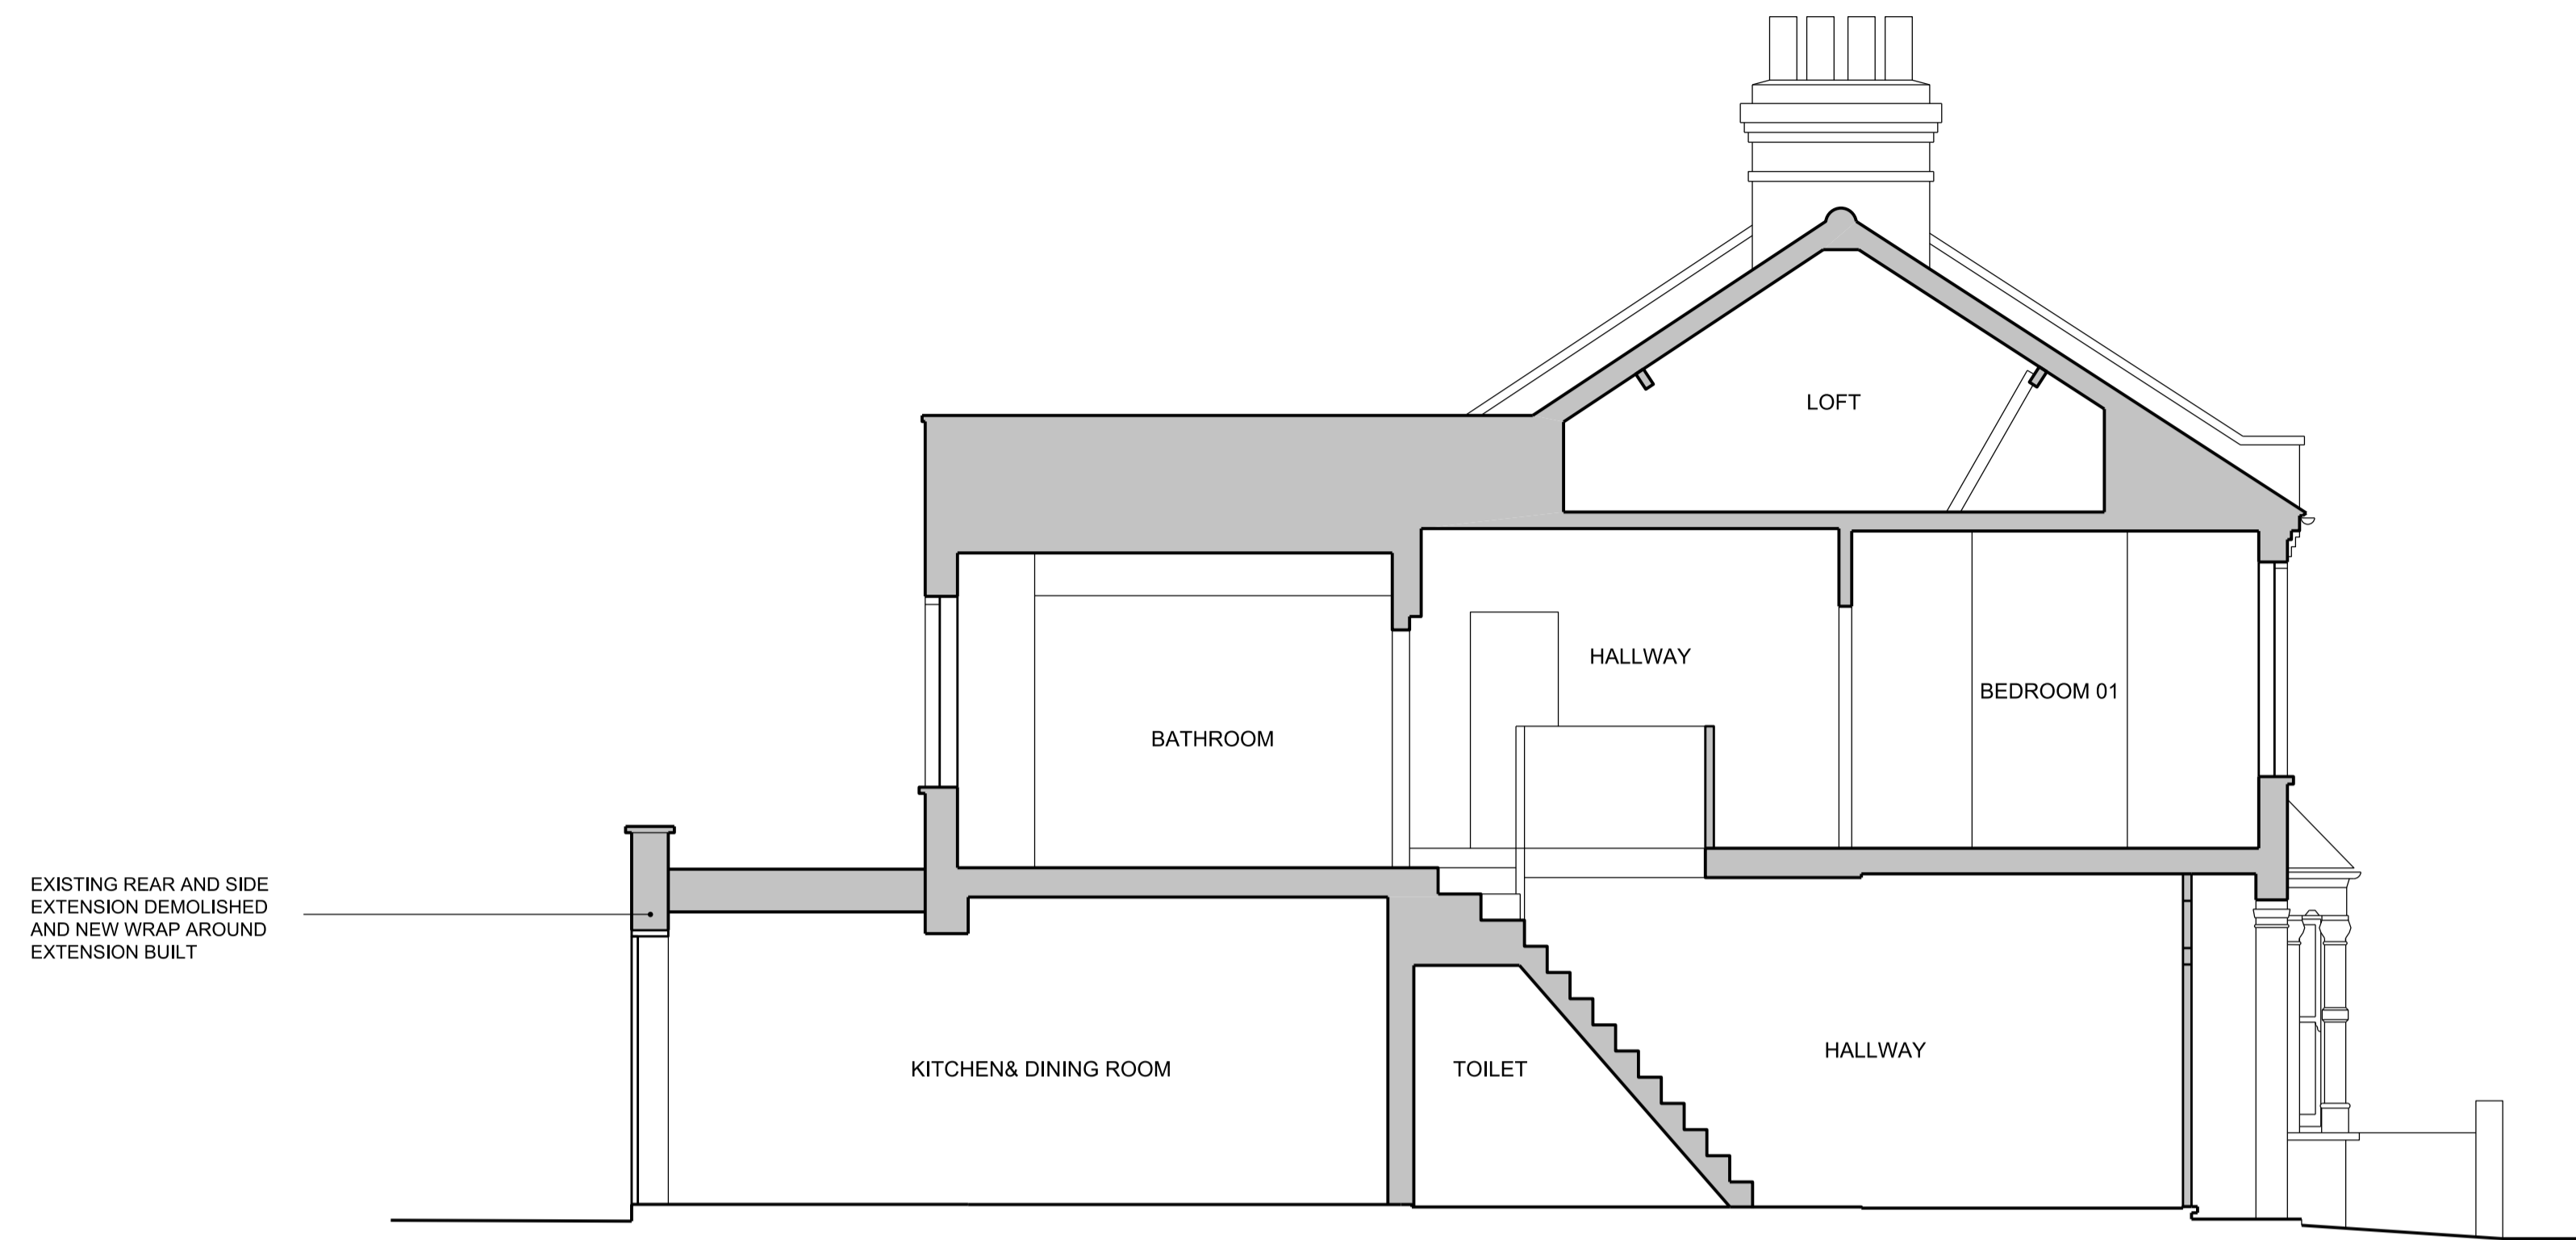 LOFT
HALLWAY
BEDROOM 01
BATHROOM
EXISTING REAR AND SIDE
EXTENSION DEMOLISHED
AND NEW WRAP AROUND
EXTENSION BUILT
KITCHEN& DINING ROOM
TOILET
HALLWAY